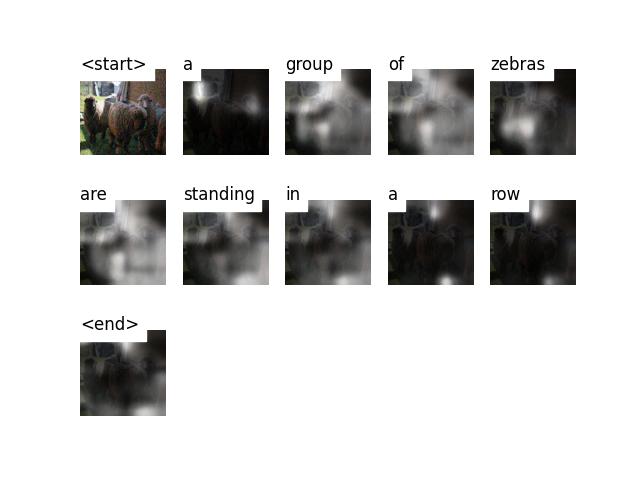 <start> a group of zebras
are standing in a row
<end>